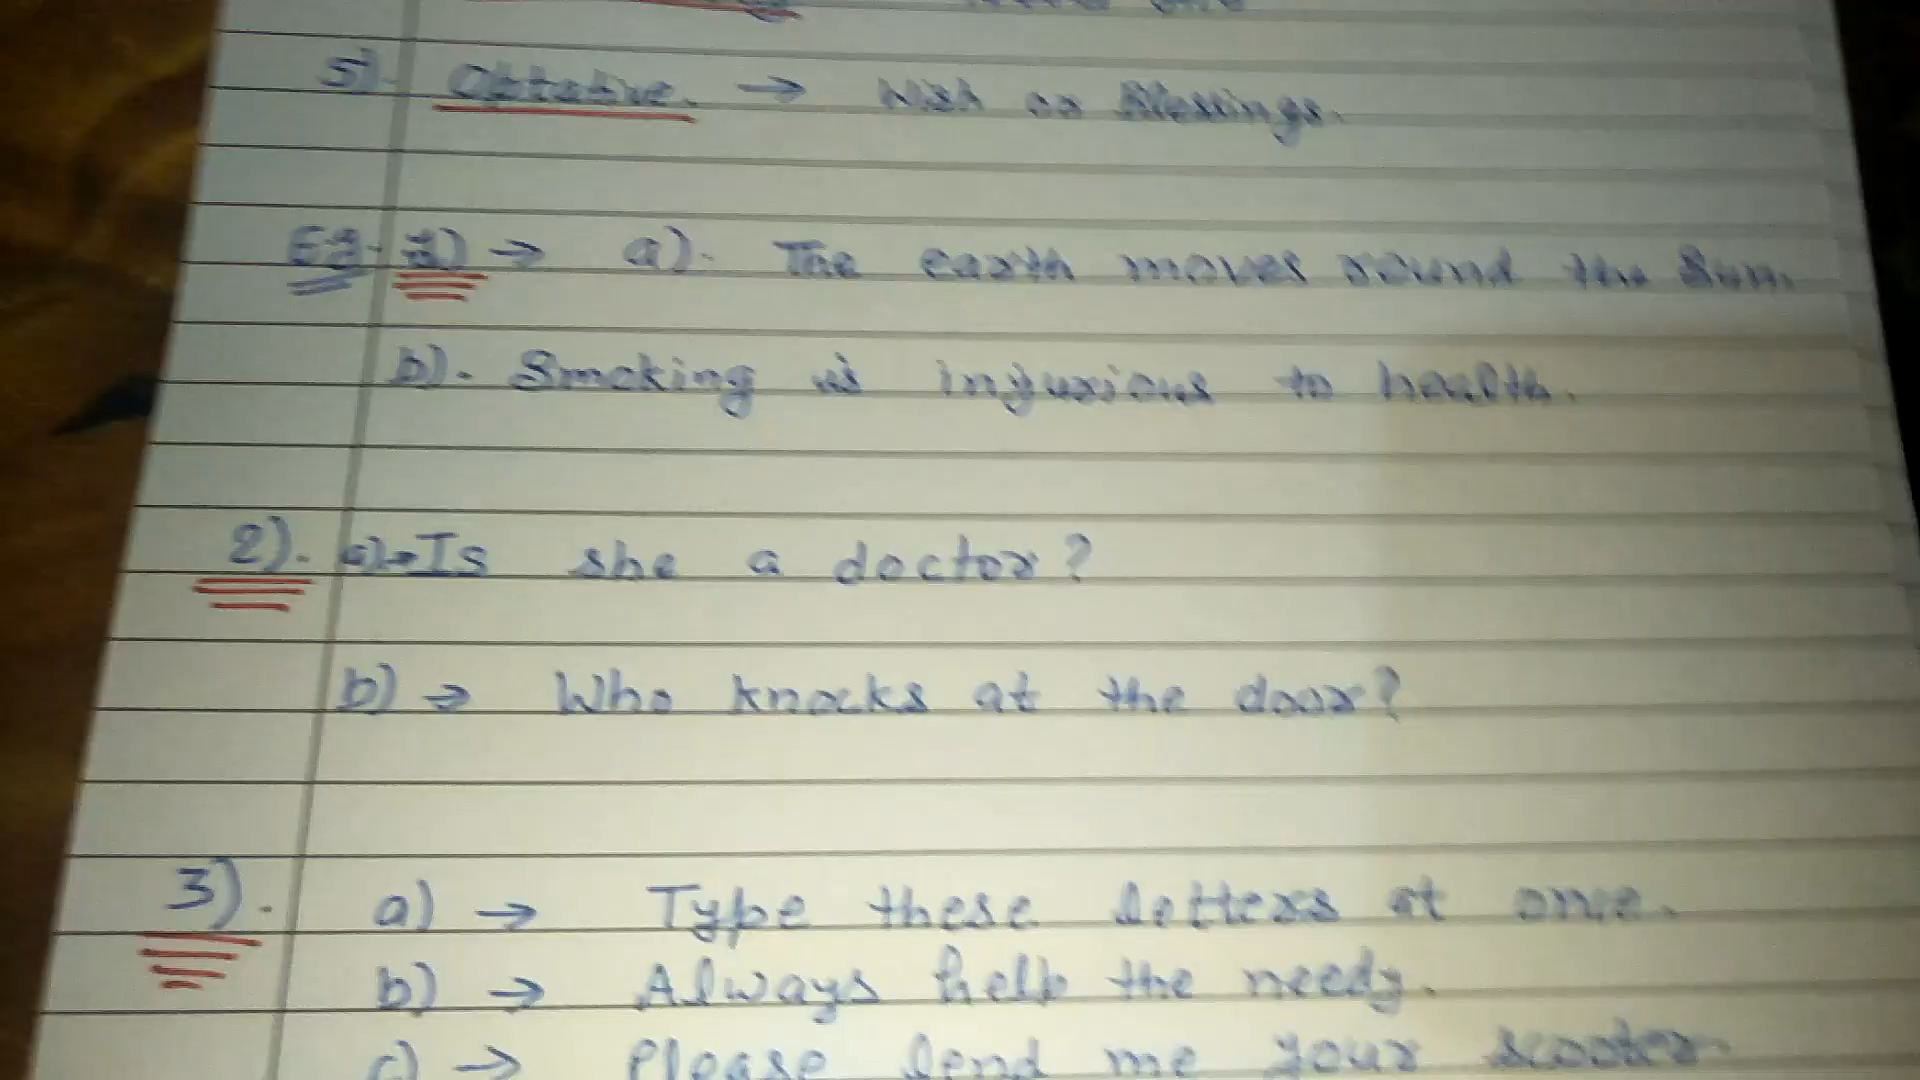 5). Optative. → Wish or Blessings.
Eg- 1) → a). The earth moves round the Sun.
b). Smoking is injurious to health.
2). a)→ Is she a doctor?
b) → Who knocks at the door?
3). a) → Type these letters at once.
b) → Always help the needy.
c) → Please lend me your scooter.